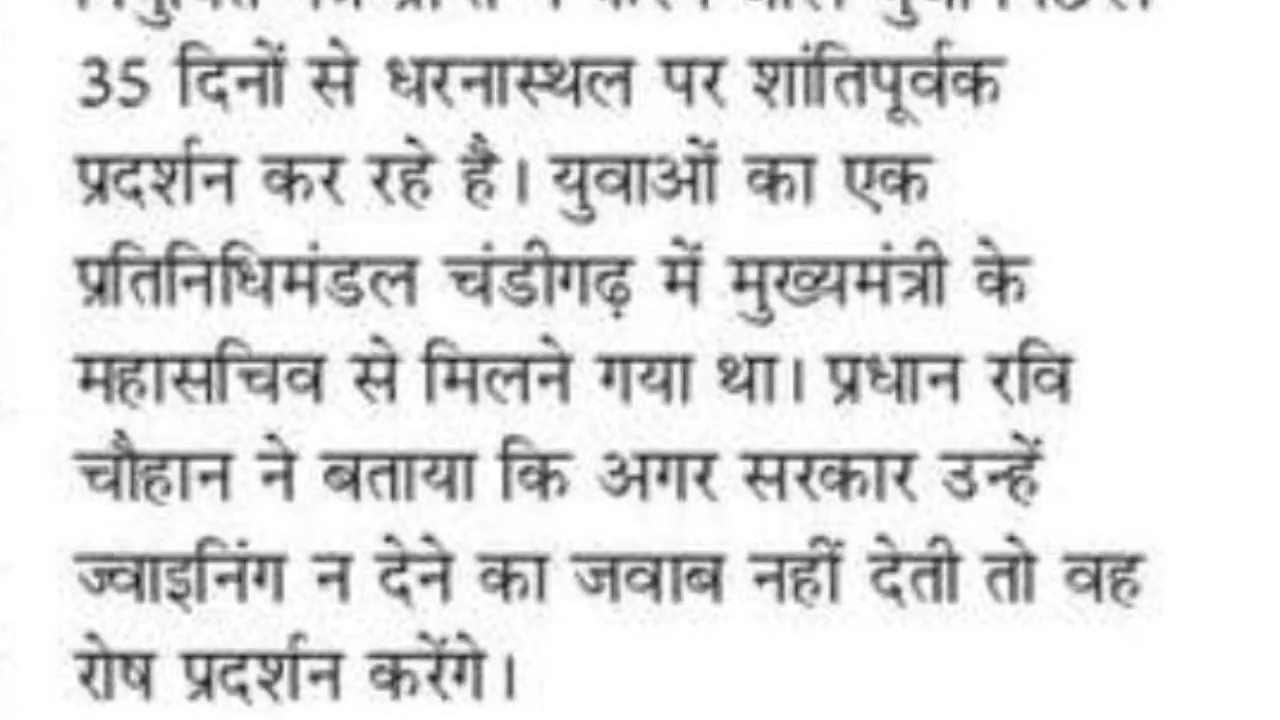 35 दिनों से धरनास्थल पर शांतिपूर्वक
प्रदर्शन कर रहे है। युवाओं का एक
प्रतिनिधिमंडल चंडीगढ़ में मुख्यमंत्री के
महासचिव से मिलने गया था। प्रधान रवि
चौहान ने बताया कि अगर सरकार उन्हें
ज्वाइनिंग न देने का जवाब नहीं देती तो वह
रोष प्रदर्शन करेंगे।